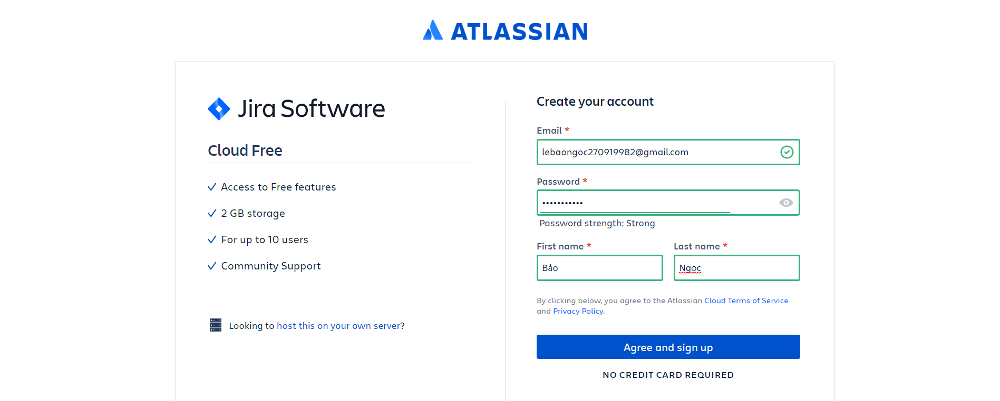 ATLASSIAN
Jira Software
Cloud Free
Access to Free features
2 GB storage
For up to 10 users
Community Support
Looking to host this on your own server?
Create your account
Email *
lebaongoc270919982@gmail.com
Password *
•••••••••••
Password strength: Strong
First name *
Last name *
Bảo
Ngọc
By clicking below, you agree to the Atlassian Cloud Terms of Service
and Privacy Policy.
Agree and sign up
NO CREDIT CARD REQUIRED